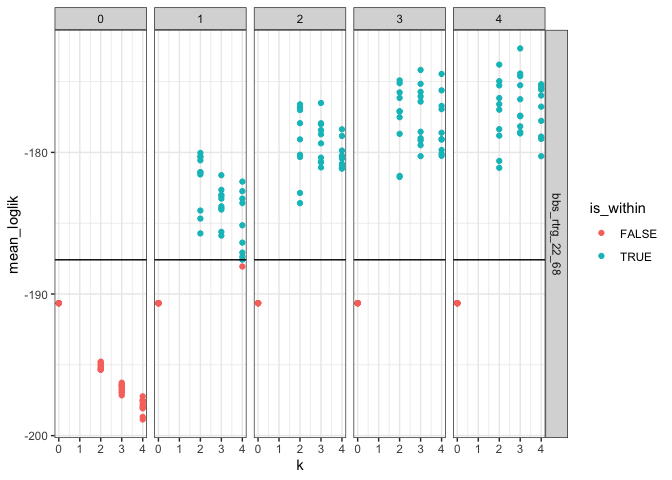 0 1 2 3 4
-180
-190
-200
mean_loglik
bbs_rtrg_22_68
is_within
FALSE
TRUE
0 1 2 3 4 0 1 2 3 4 0 1 2 3 4 0 1 2 3 4 0 1 2 3 4
k